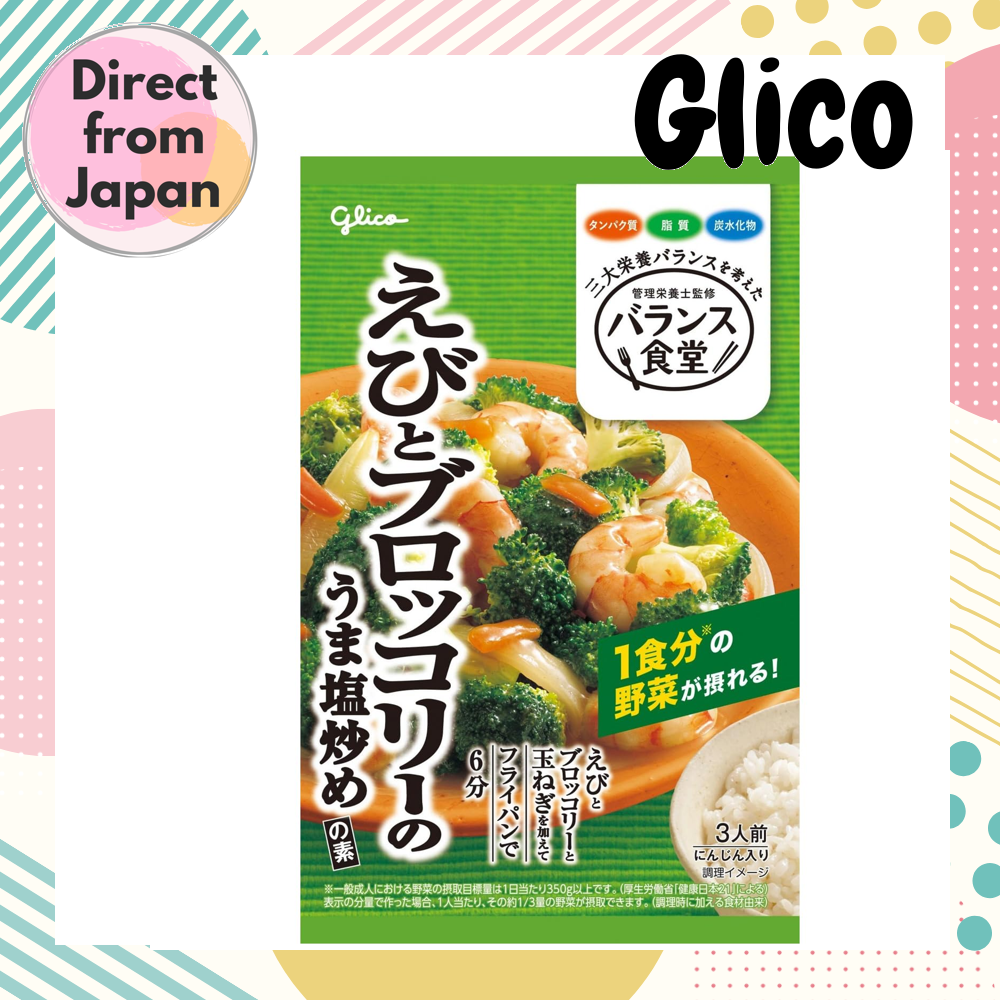 Direct
from
Japan
Glico
Glico
タンパク質 脂質 炭水化物
三大栄養バランスを考えた
管理栄養士監修
バランス
食堂
えびとブロッコリーの
うま塩炒め
の素
1食分※の
野菜が摂れる!
えびと
ブロッコリーと
玉ねぎを加えて
フライパンで
6分
3人前
にんじん入り
調理イメージ
※一般成人における野菜の摂取目標量は1日当たり350g以上です。(厚生労働省「健康日本21」による)
表示の分量で作った場合、1人当たり、その約1/3量の野菜が摂取できます。(調理時に加える食材由来)